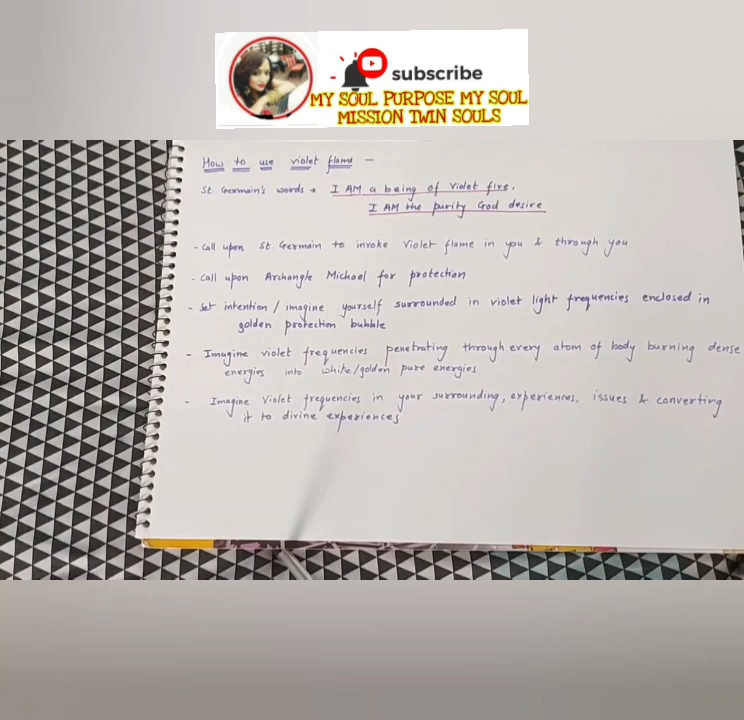 subscribe
MY SOUL PURPOSE MY SOUL
MISSION TWIN SOULS
How to use violet flame -
St Germain's words → I AM a being of violet fire.
I AM the purity God desire
- Call upon St. Germain to invoke Violet flame in you & through you
- Call upon Archangle Michael for protection
- Set intention / imagine yourself surrounded in violet light frequencies enclosed in
golden protection bubble
- Imagine violet frequencies penetrating through every atom of body burning dense
energies into white/golden pure energies
- Imagine Violet frequencies in your surrounding, experiences, issues & converting
it to divine experiences